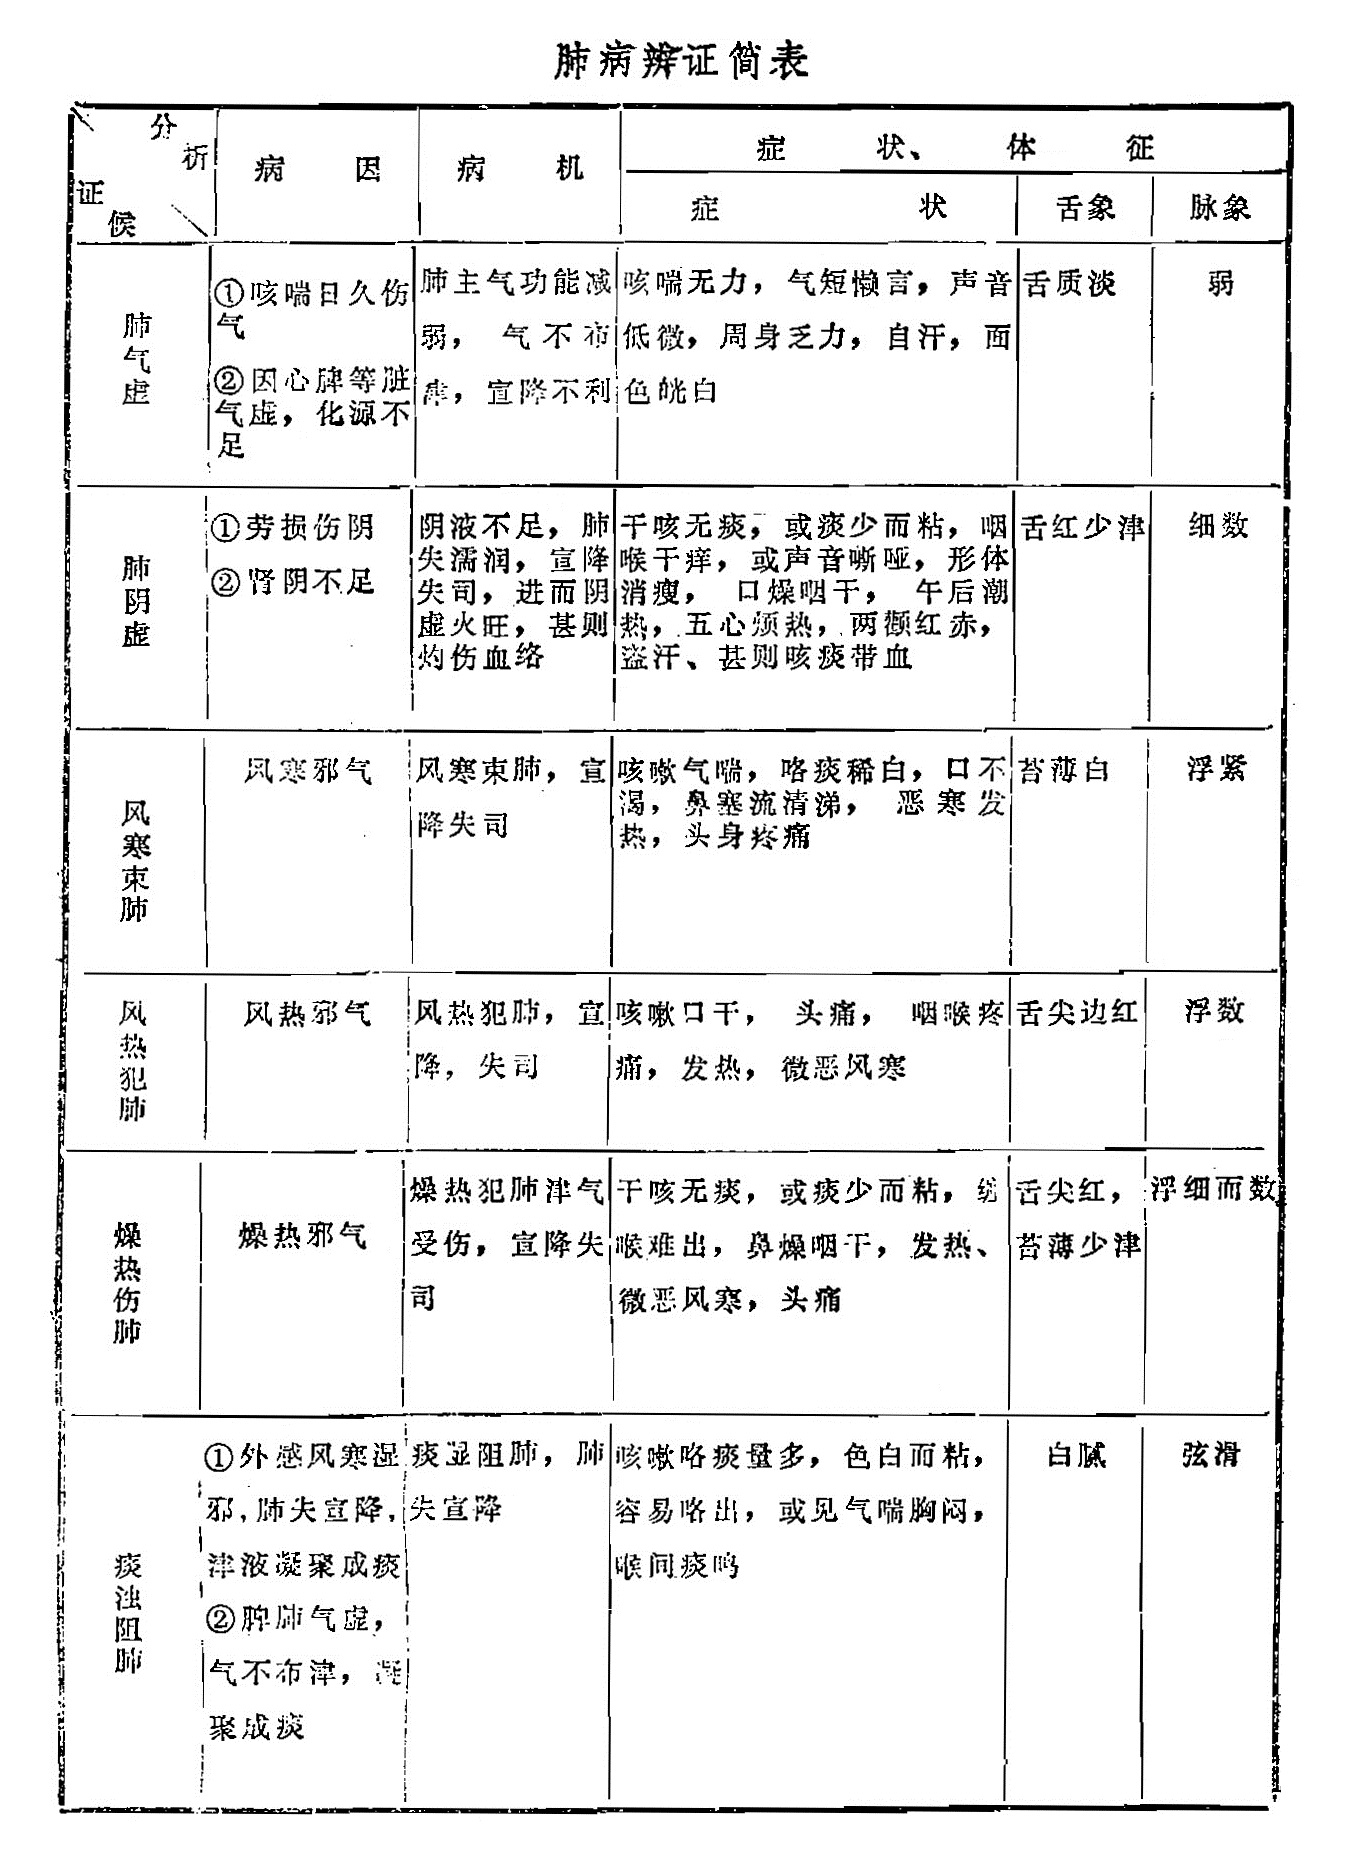 肺病辨证简表
分析
证候
病因
病机
症状、体征
症状
舌象
脉象
肺气虚
①咳喘日久伤
气
②因心脾等脏
气虚，化源不
足
肺主气功能减
弱，气不布
津，宣降不利
咳喘无力，气短懒言，声音
低微，周身乏力，自汗，面
色㿠白
舌质淡
弱
肺阴虚
①劳损伤阴
②肾阴不足
阴液不足，肺
失濡润，宣降
失司，进而阴
虚火旺，甚则
灼伤血络
干咳无痰，或痰少而粘，咽
喉干痒，或声音嘶哑，形体
消瘦，口燥咽干，午后潮
热，五心烦热，两颧红赤，
盗汗、甚则咳痰带血
舌红少津
细数
风寒束肺
风寒邪气
风寒束肺，宣
降失司
咳嗽气喘，咯痰稀白，口不
渴，鼻塞流清涕，恶寒发
热，头身疼痛
苔薄白
浮紧
风热犯肺
风热邪气
风热犯肺，宣
降，失司
咳嗽口干，头痛，咽喉疼
痛，发热，微恶风寒
舌尖边红
浮数
燥热伤肺
燥热邪气
燥热犯肺津气
受伤，宣降失
司
干咳无痰，或痰少而粘，缠
喉难出，鼻燥咽干，发热、
微恶风寒，头痛
舌尖红，
苔薄少津
浮细而数
痰浊阻肺
①外感风寒湿
邪，肺失宣降，
津液凝聚成痰
②脾肺气虚，
气不布津，凝
聚成痰
痰湿阻肺，肺
失宣降
咳嗽咯痰量多，色白而粘，
容易咯出，或见气喘胸闷，
喉间痰鸣
白腻
弦滑